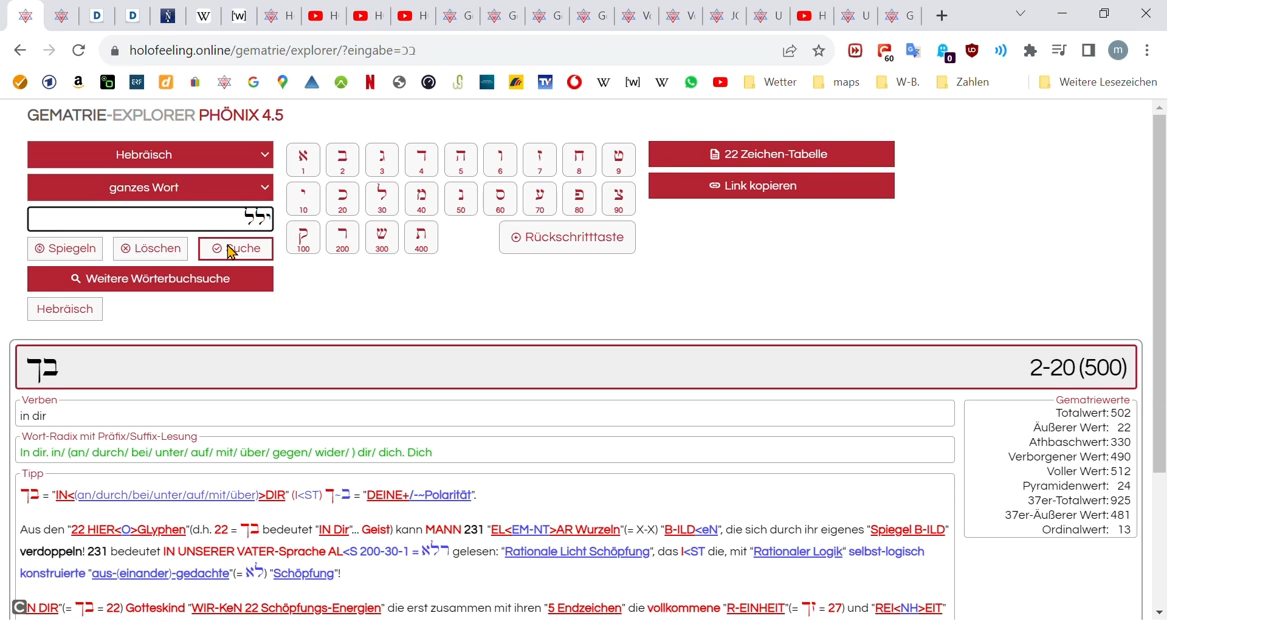 H H H H G G G G V V J U H U G
holofeeling.online/gematrie/explorer/?eingabe=בכ
60 0 m
Wetter maps W-B. Zahlen Weitere Lesezeichen
GEMATRIE-EXPLORER PHÖNIX 4.5
Hebräisch
ganzes Wort
ילל
Spiegeln Löschen Suche
Weitere Wörterbuchsuche
Hebräisch
א ב ג ד ה ו ז ח ט
1 2 3 4 5 6 7 8 9
י כ ל מ נ ס ע פ צ
10 20 30 40 50 60 70 80 90
ק ר ש ת
100 200 300 400
Rückschritttaste
22 Zeichen-Tabelle
Link kopieren
בך 2-20 (500)
Verben
in dir
Wort-Radix mit Präfix/Suffix-Lesung
In dir. in/ (an/ durch/ bei/ unter/ auf/ mit/ über/ gegen/ wider/ ) dir/ dich. Dich
Tipp
בך = "IN<(an/durch/bei/unter/auf/mit/über)>DIR" (I<ST) ב~ך = "DEINE+/-~Polarität".
Aus den "22 HIER<O>GLyphen"(d.h. 22 = בך bedeutet "IN Dir"... Geist) kann MANN 231 "EL<EM-NT>AR Wurzeln"(= X-X) "B-ILD<eN", die sich durch ihr eigenes "Spiegel B-ILD"
verdoppeln! 231 bedeutet IN UNSERER VATER-Sprache AL<S 200-30-1 = רלא gelesen: "Rationale Licht Schöpfung", das I<ST die, mit "Rationaler Logik" selbst-logisch
konstruierte "aus-(einander)-gedachte"(= לא) "Schöpfung"!
N DIR"(= בך = 22) Gotteskind "WIR-KeN 22 Schöpfungs-Energien" die erst zusammen mit ihren "5 Endzeichen" die vollkommene "R-EINHEIT"(= זך = 27) und "REI<NH>EIT"
Gematriewerte
Totalwert: 502
Äußerer Wert: 22
Athbaschwert: 330
Verborgener Wert: 490
Voller Wert: 512
Pyramidenwert: 24
37er-Totalwert: 925
37er-Äußerer Wert: 481
Ordinalwert: 13